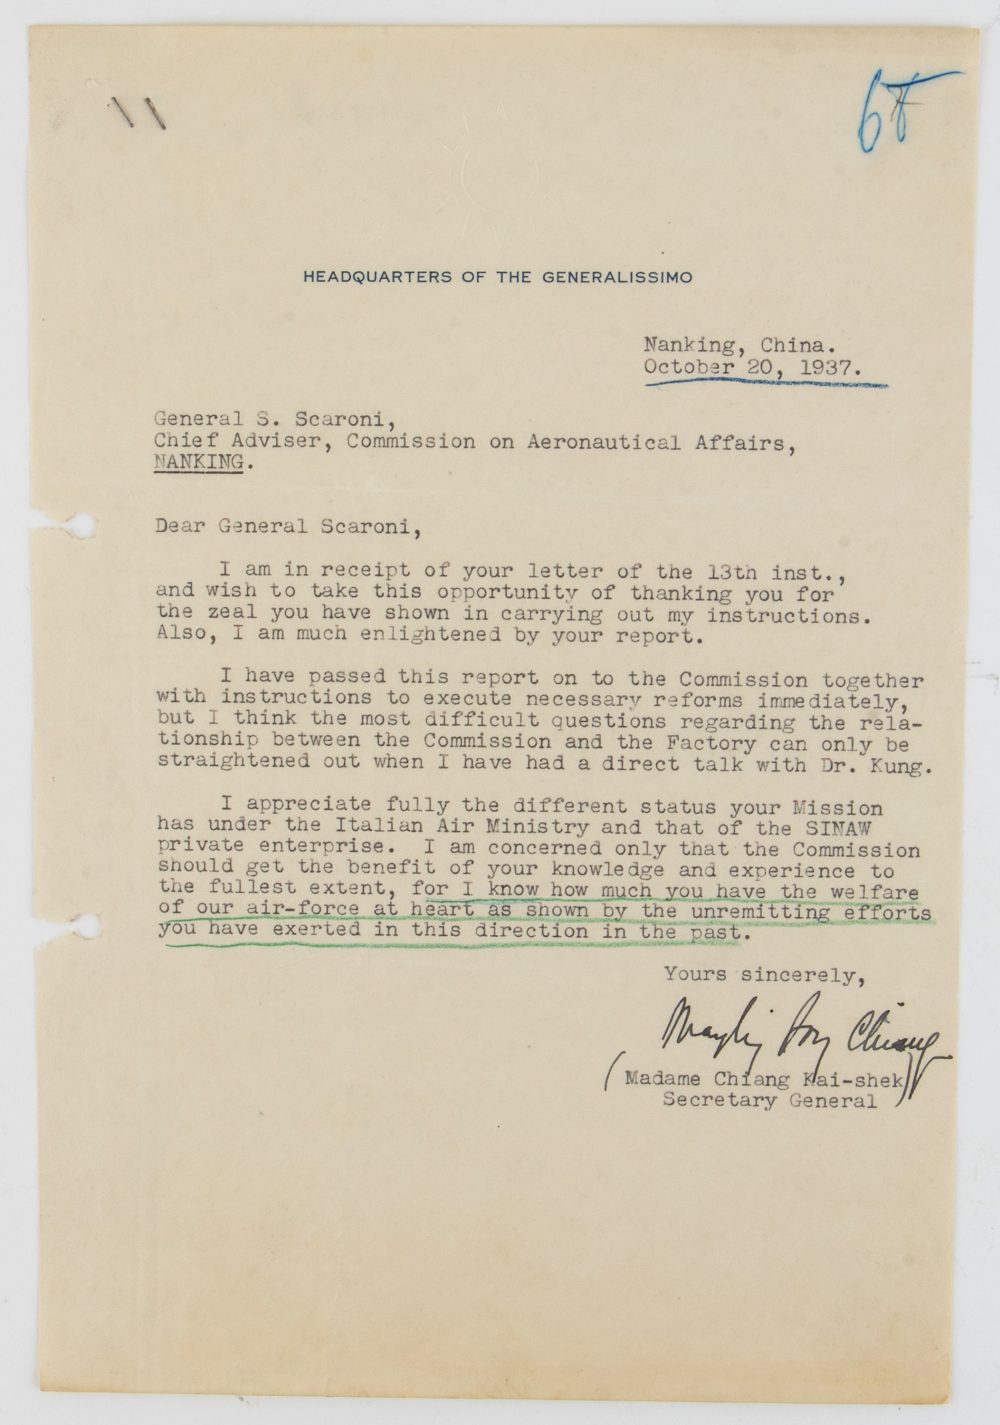 68
HEADQUARTERS OF THE GENERALISSIMO
Nanking, China.
October 20, 1937.
General S. Scaroni,
Chief Adviser, Commission on Aeronautical Affairs,
NANKING.
Dear General Scaroni,
I am in receipt of your letter of the 13th inst.,
and wish to take this opportunity of thanking you for
the zeal you have shown in carrying out my instructions.
Also, I am much enlightened by your report.
I have passed this report on to the Commission together
with instructions to execute necessary reforms immediately,
but I think the most difficult questions regarding the rela-
tionship between the Commission and the Factory can only be
straightened out when I have had a direct talk with Dr. Kung.
I appreciate fully the different status your Mission
has under the Italian Air Ministry and that of the SINAW
private enterprise. I am concerned only that the Commission
should get the benefit of your knowledge and experience to
the fullest extent, for I know how much you have the welfare
of our air-force at heart as shown by the unremitting efforts
you have exerted in this direction in the past.
Yours sincerely,
Mayling Soong Chiang
(Madame Chiang Kai-shek)
Secretary General